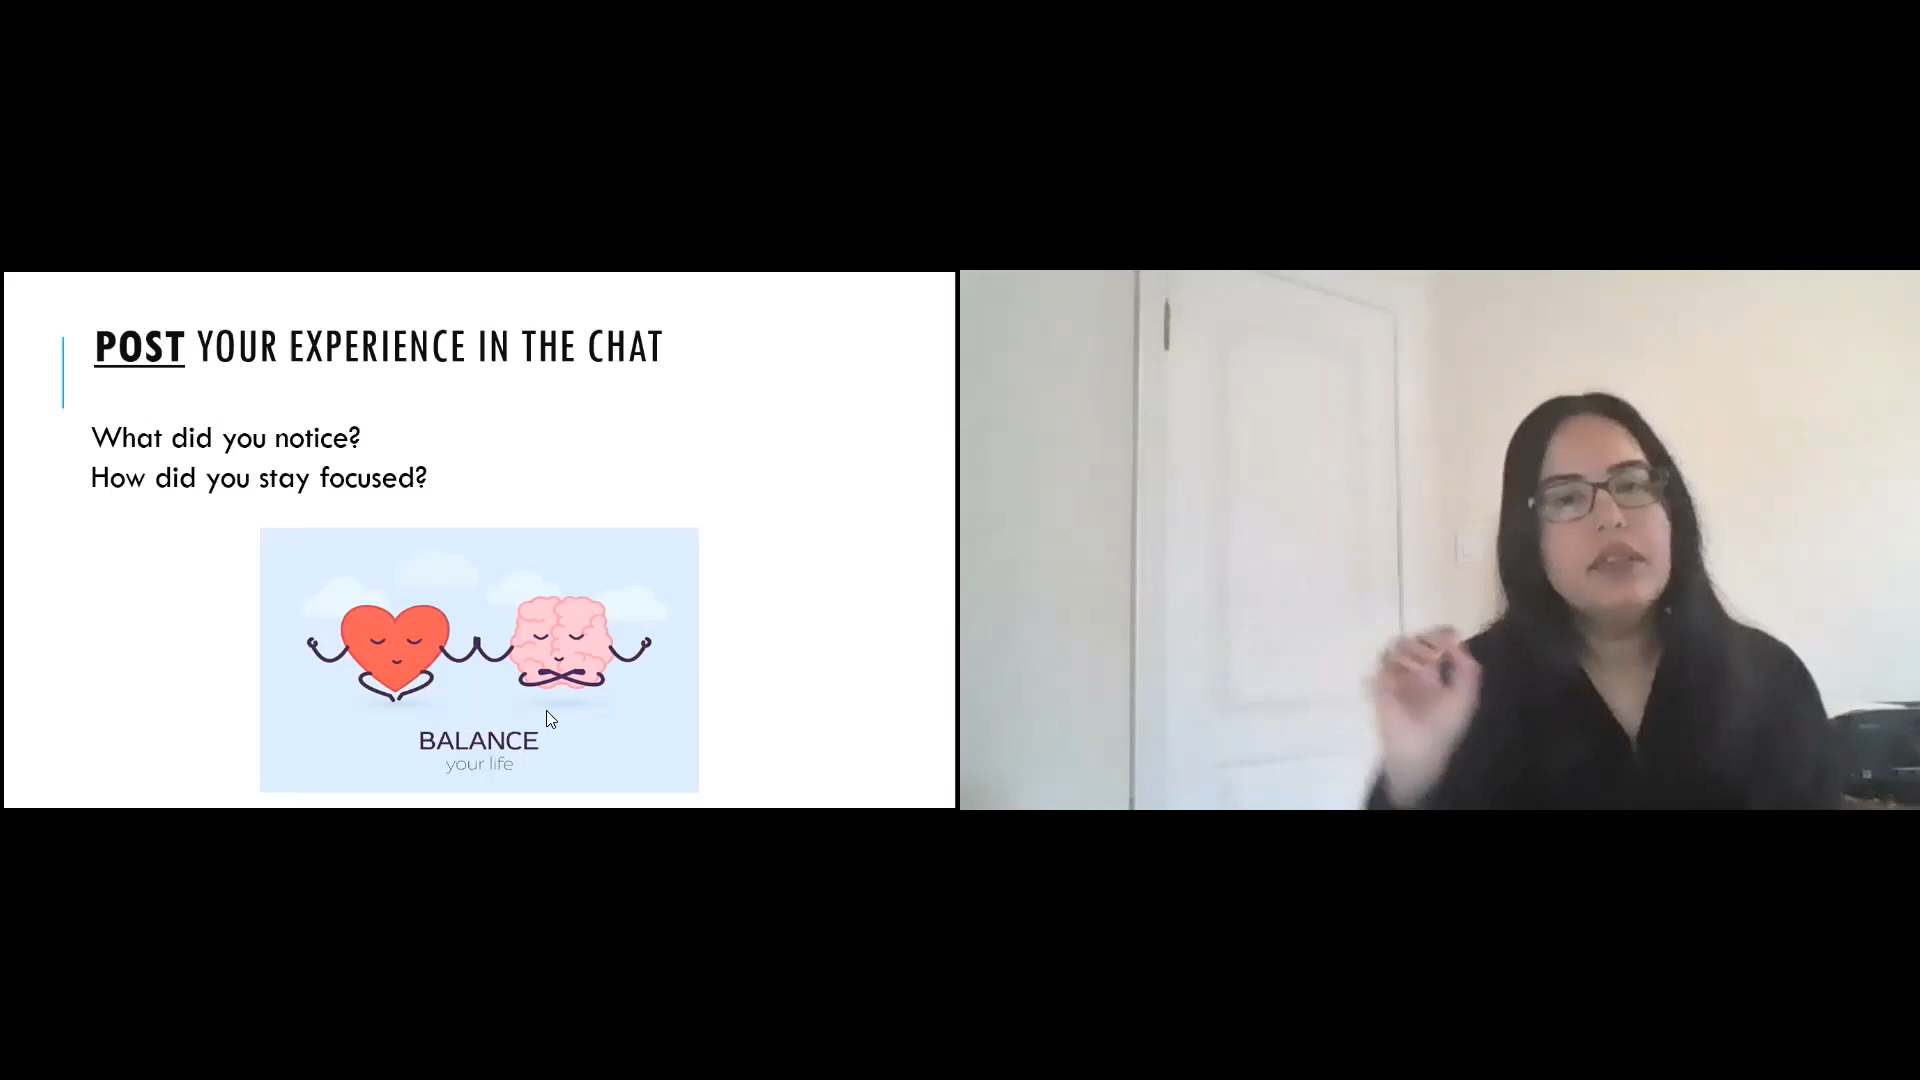 POST YOUR EXPERIENCE IN THE CHAT
What did you notice?
How did you stay focused?
BALANCE
your life